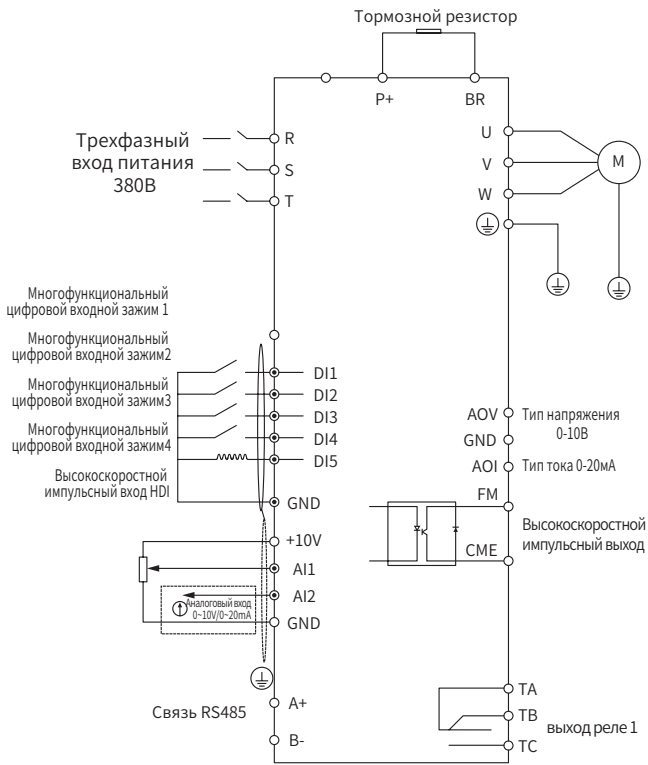 Тормозной резистор
P+
BR
Трехфазный
вход питания
380В
R
S
T
U
V
W
M
Многофункциональный
цифровой входной зажим 1
Многофункциональный
цифровой входной зажим2
Многофункциональный
цифровой входной зажим3
Многофункциональный
цифровой входной зажим4
Высокоскоростной
импульсный вход HDI
DI1
DI2
DI3
DI4
DI5
GND
+10V
AI1
AI2
GND
Аналоговый вход
0~10V/0~20mA
Связь RS485
A+
B-
AOV
Тип напряжения
0-10В
GND
AOI
Тип тока 0-20мА
FM
CME
Высокоскоростной
импульсный выход
TA
TB
TC
выход реле 1